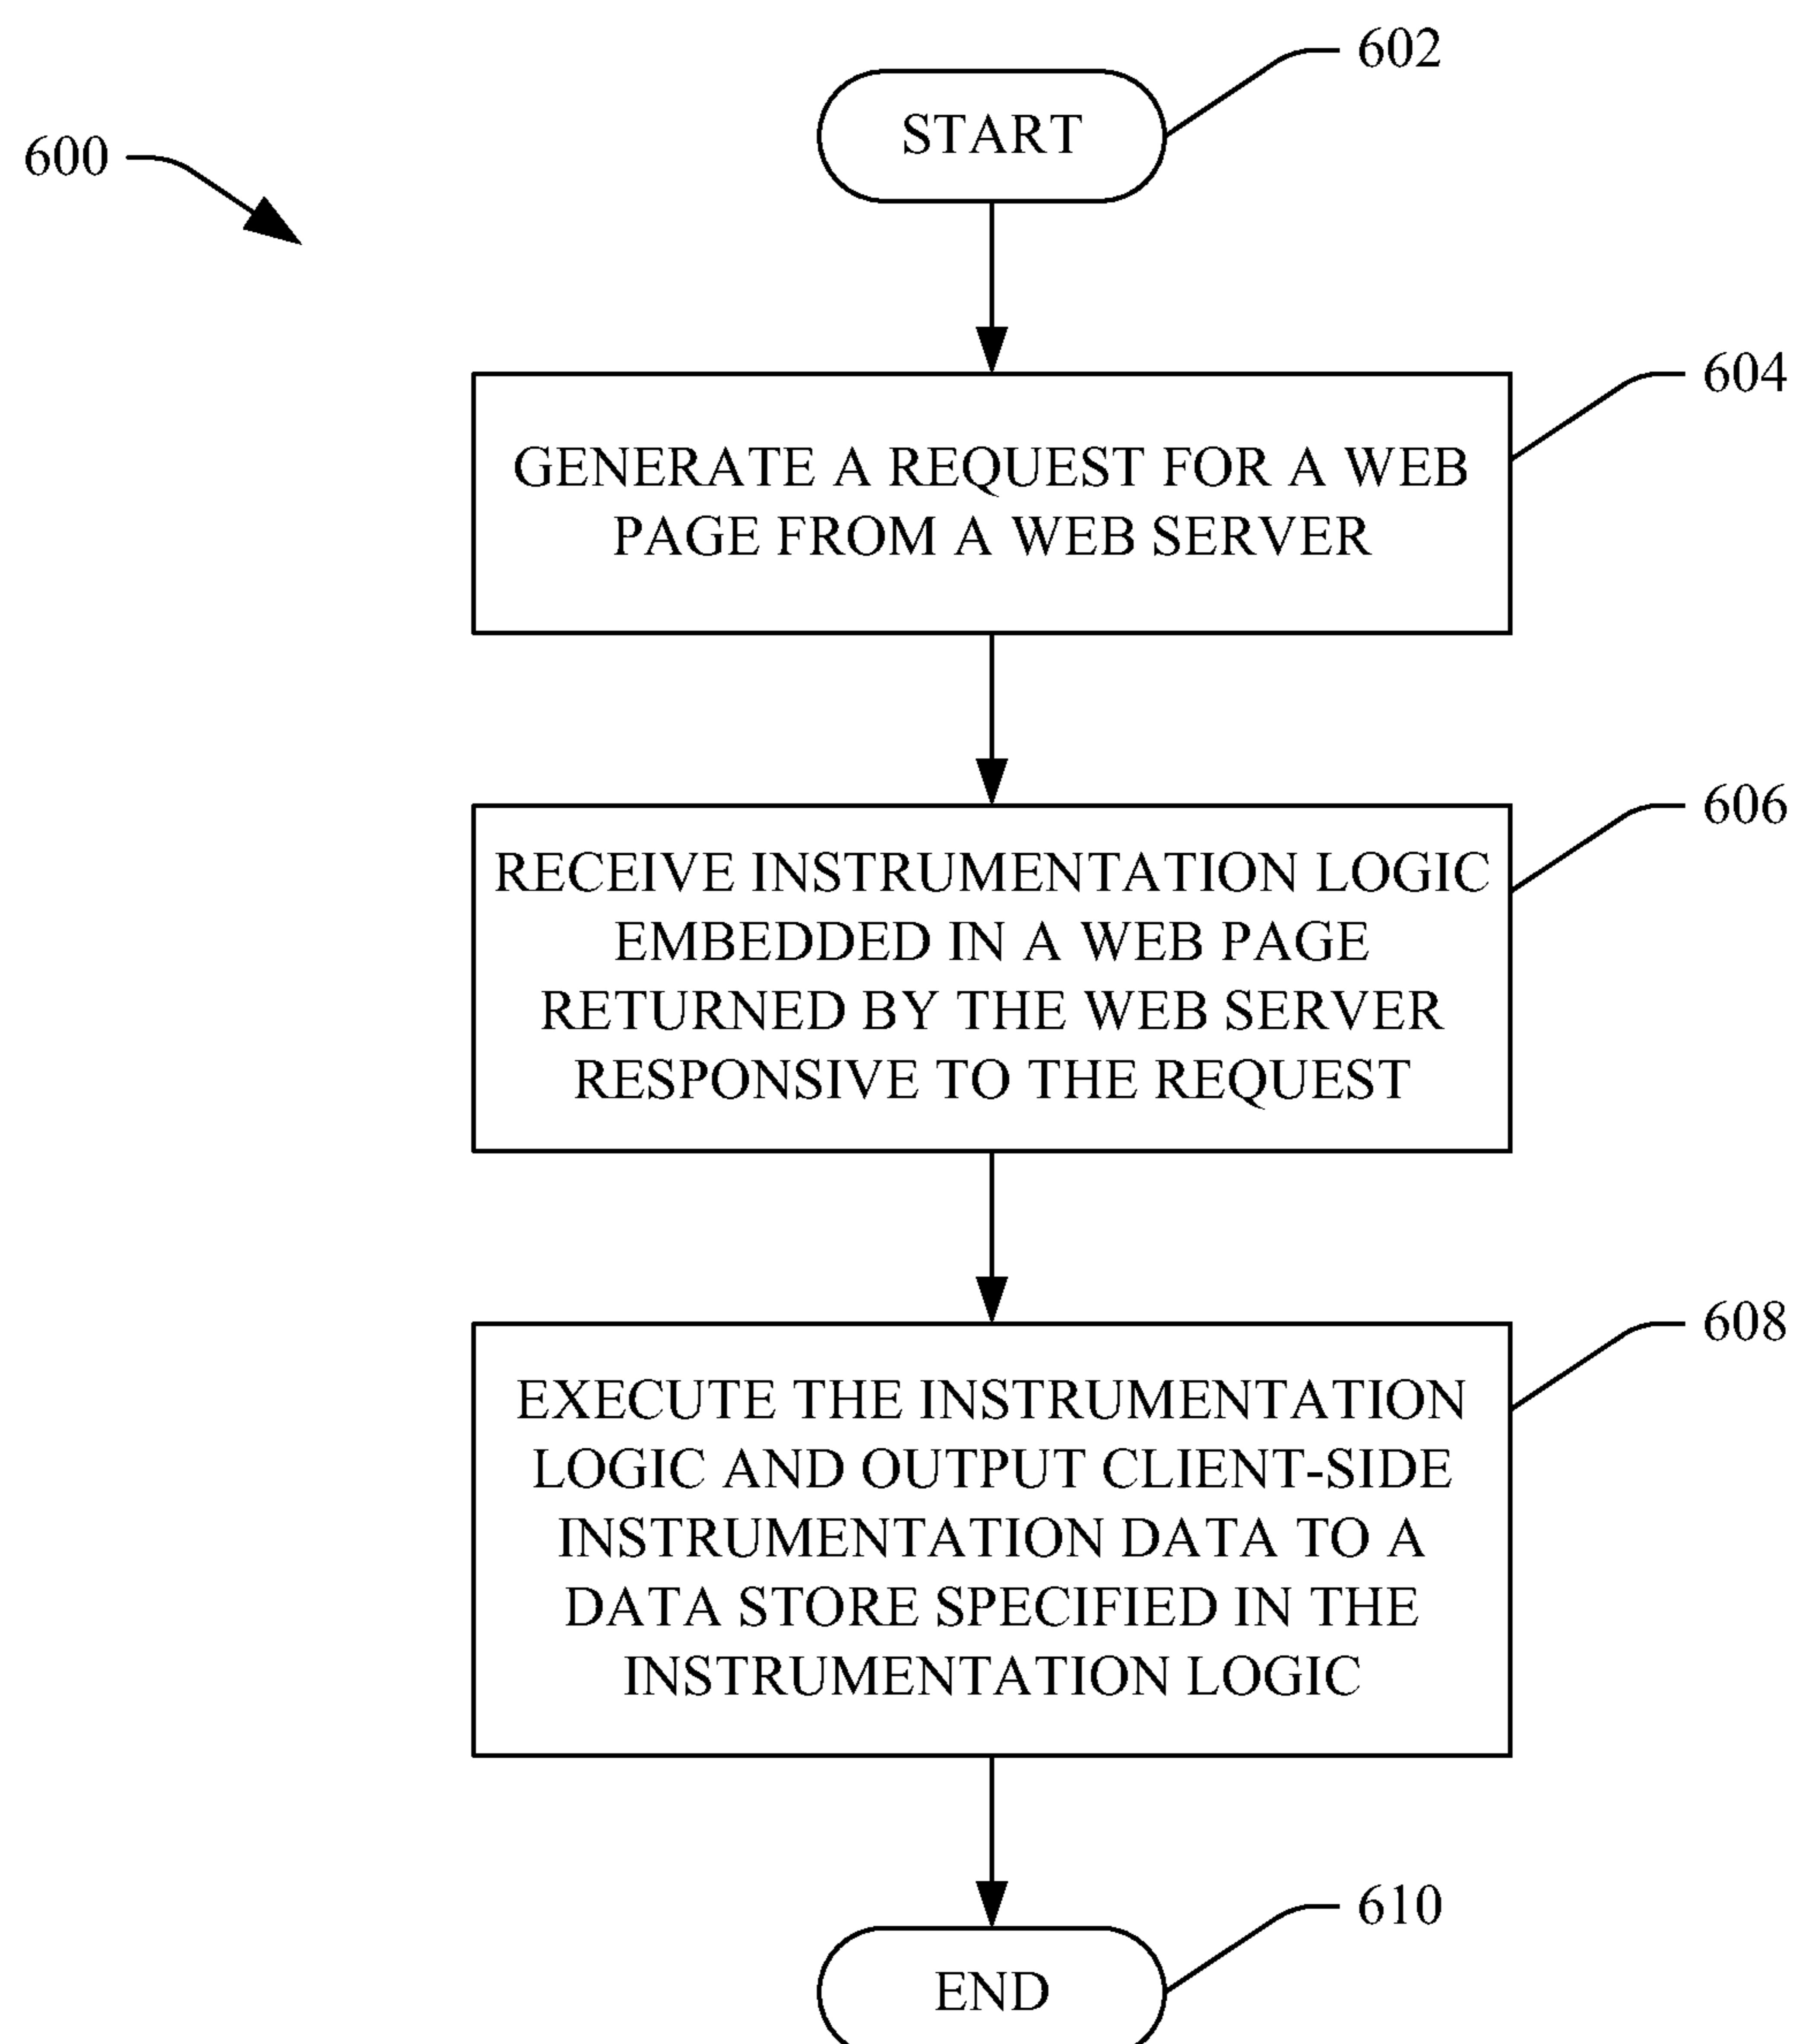 602
START
600
604
GENERATE A REQUEST FOR A WEB
PAGE FROM A WEB SERVER
606
RECEIVE INSTRUMENTATION LOGIC
EMBEDDED IN A WEB PAGE
RETURNED BY THE WEB SERVER
RESPONSIVE TO THE REQUEST
608
EXECUTE THE INSTRUMENTATION
LOGIC AND OUTPUT CLIENT-SIDE
INSTRUMENTATION DATA TO A
DATA STORE SPECIFIED IN THE
INSTRUMENTATION LOGIC
610
END